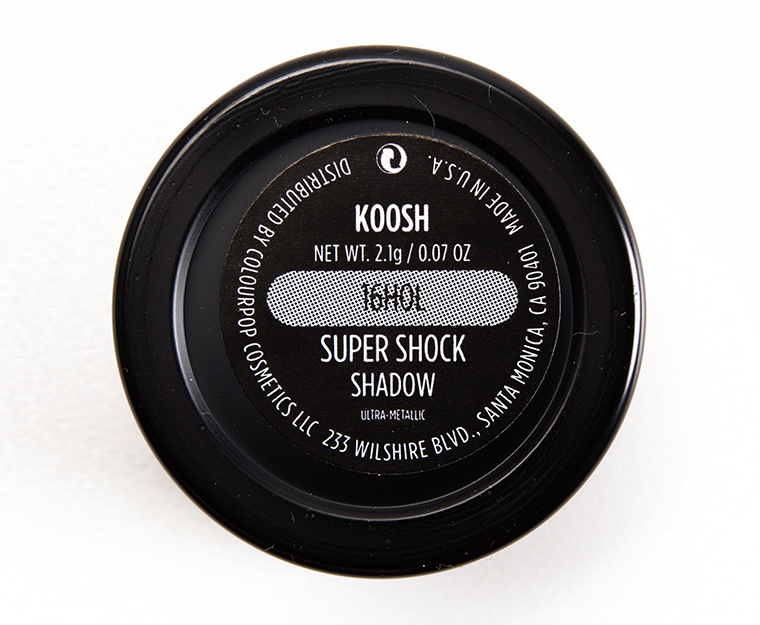 KOOSH
NET WT. 2.1g / 0.07 OZ
16HOL
SUPER SHOCK
SHADOW
ULTRA-METALLIC
DISTRIBUTED BY COLOURPOP COSMETICS LLC 233 WILSHIRE BLVD., SANTA MONICA, CA 90401 MADE IN U.S.A.